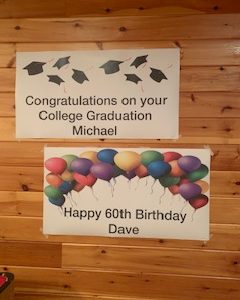 Congratulations on your
College Graduation
Michael
Happy 60th Birthday
Dave